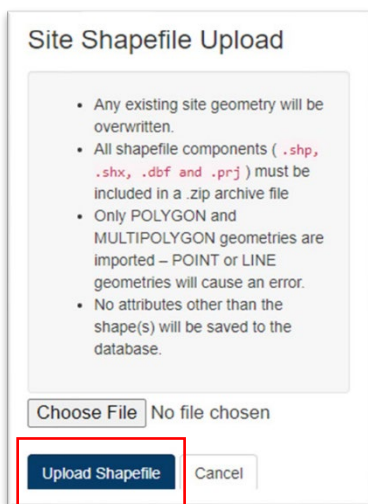 Site Shapefile Upload
• Any existing site geometry will be
overwritten.
• All shapefile components ( .shp,
.shx, .dbf and .prj ) must be
included in a .zip archive file
• Only POLYGON and
MULTIPOLYGON geometries are
imported – POINT or LINE
geometries will cause an error.
• No attributes other than the
shape(s) will be saved to the
database.
Choose File No file chosen
Upload Shapefile Cancel